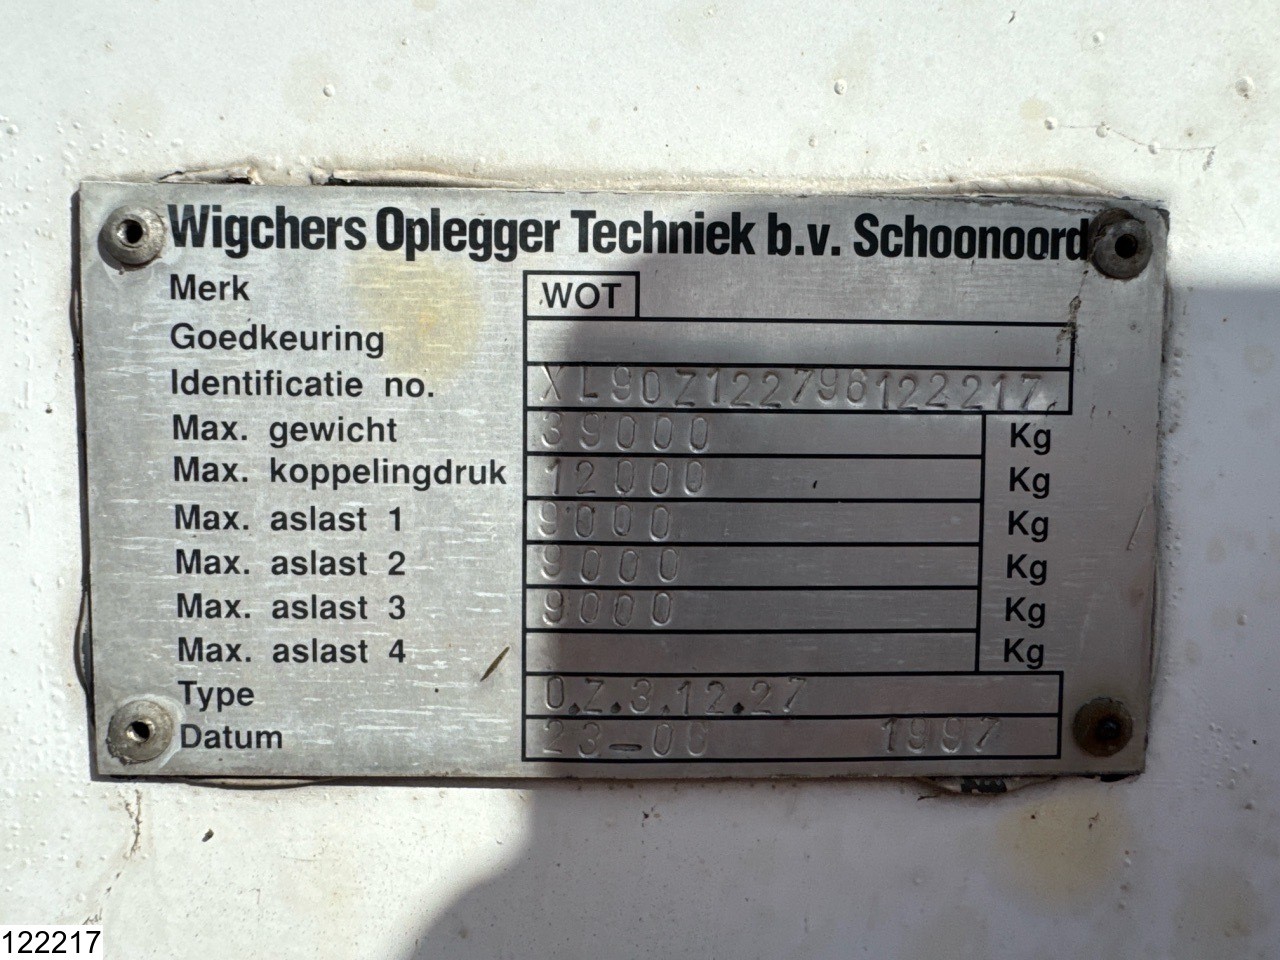 Wigchers Oplegger Techniek b.v. Schoonoord
Merk WOT
Goedkeuring
Identificatie no. XL90Z122796122217
Max. gewicht 39000 Kg
Max. koppelingdruk 12000 Kg
Max. aslast 1 9000 Kg
Max. aslast 2 9000 Kg
Max. aslast 3 9000 Kg
Max. aslast 4 Kg
Type O.Z.3.12.27
Datum 23-06 1997
122217